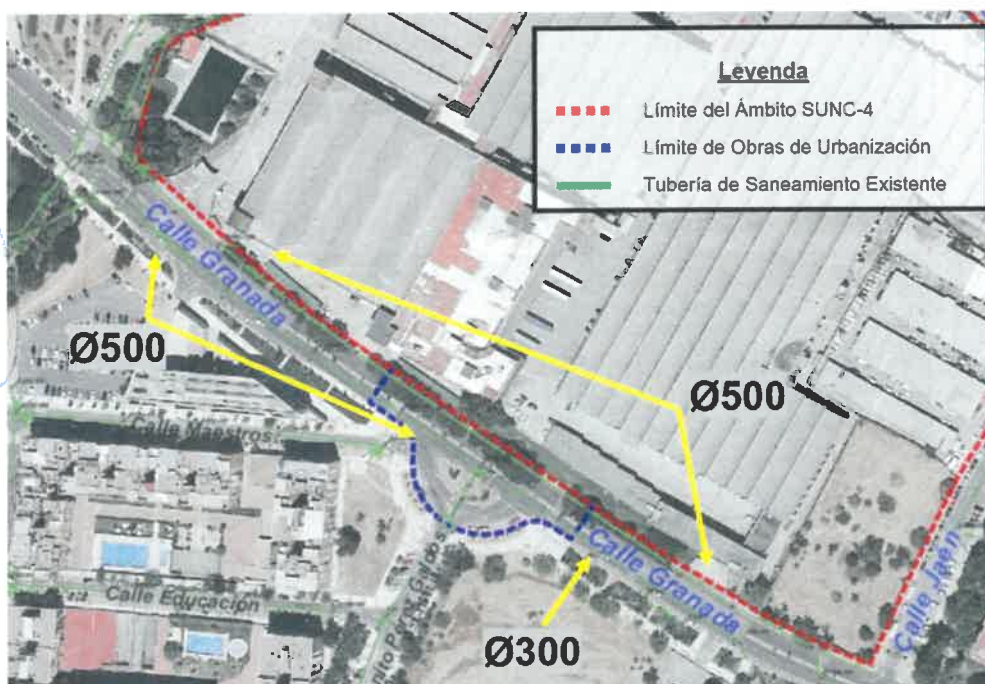 Leyenda
Límite del Ámbito SUNC-4
Límite de Obras de Urbanización
Tubería de Saneamiento Existente
Calle Granada
Ø500
Ø500
Calle Maestros
Calle Granada
Calle Jaén
Calle Educación
Ø300